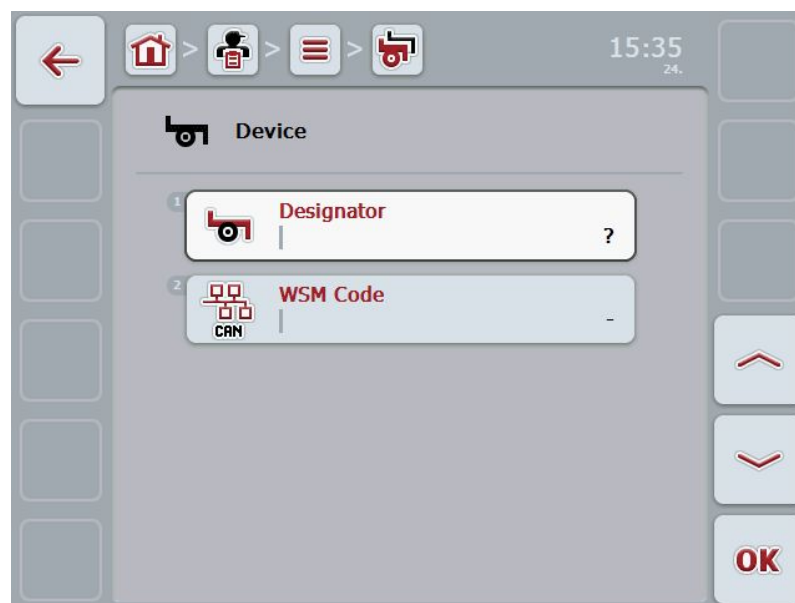 > > >
15:35
24.
Device
1
Designator
?
2
WSM Code
-
CAN
OK